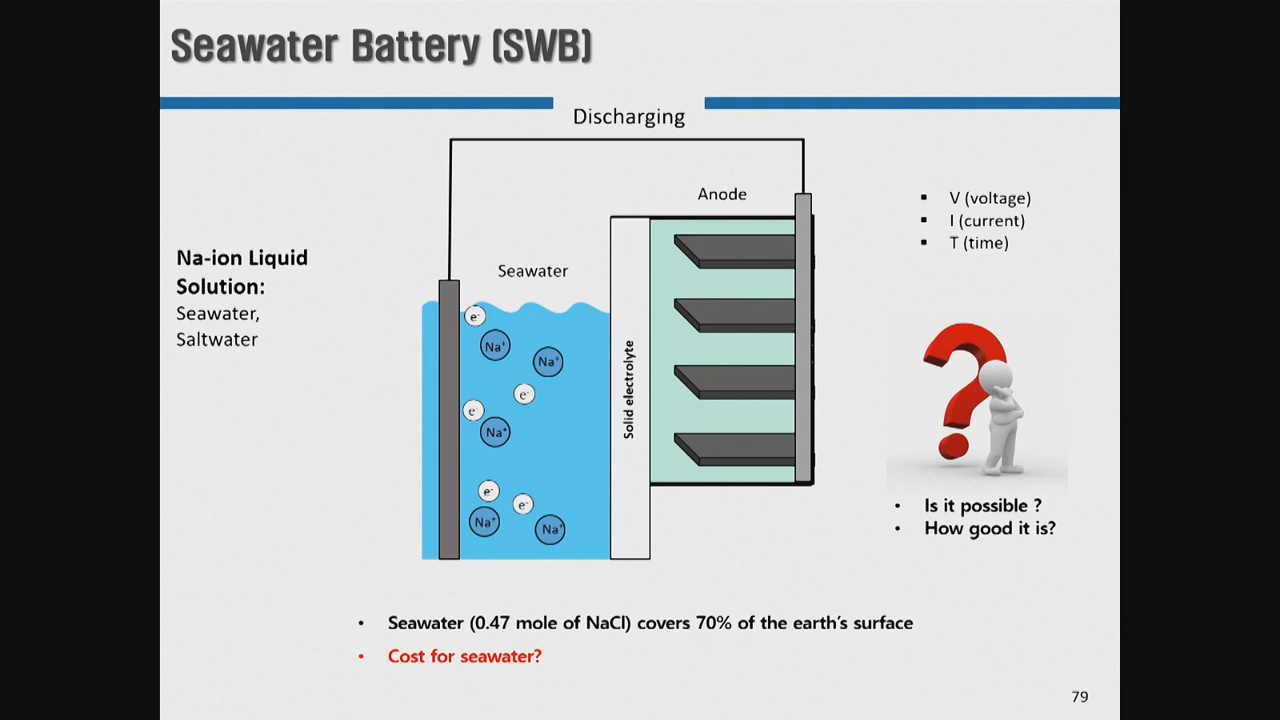 Seawater Battery (SWB)
Discharging
Anode
▪ V (voltage)
▪ I (current)
▪ T (time)
Na-ion Liquid
Solution:
Seawater,
Saltwater
Seawater
e-
Na+
Na+
e-
e-
Na+
e-
e-
Na+
Na+
Solid electrolyte
• Is it possible ?
• How good it is?
• Seawater (0.47 mole of NaCl) covers 70% of the earth's surface
• Cost for seawater?
79